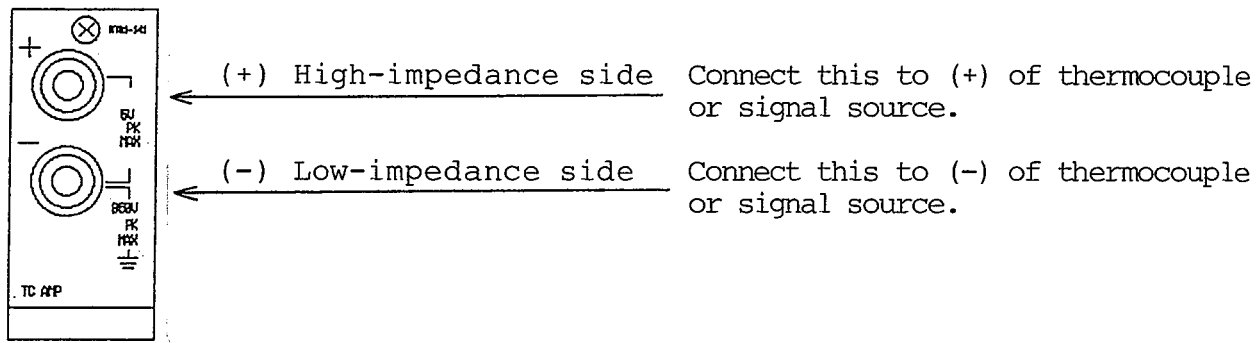 +
6V
PK
MAX
(+) High-impedance side
Connect this to (+) of thermocouple
or signal source.
−
PK
MAX
(-) Low-impedance side
Connect this to (-) of thermocouple
or signal source.
TC AMP